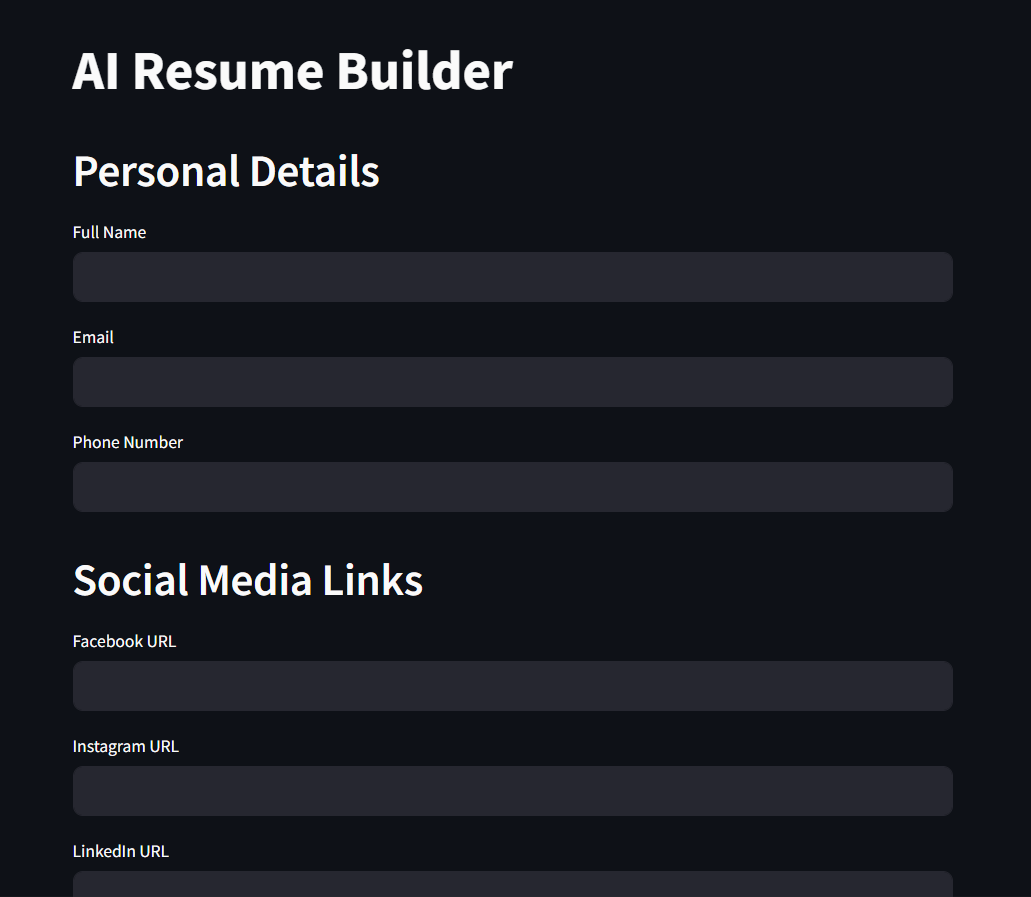 AI Resume Builder
Personal Details
Full Name
Email
Phone Number
Social Media Links
Facebook URL
Instagram URL
LinkedIn URL